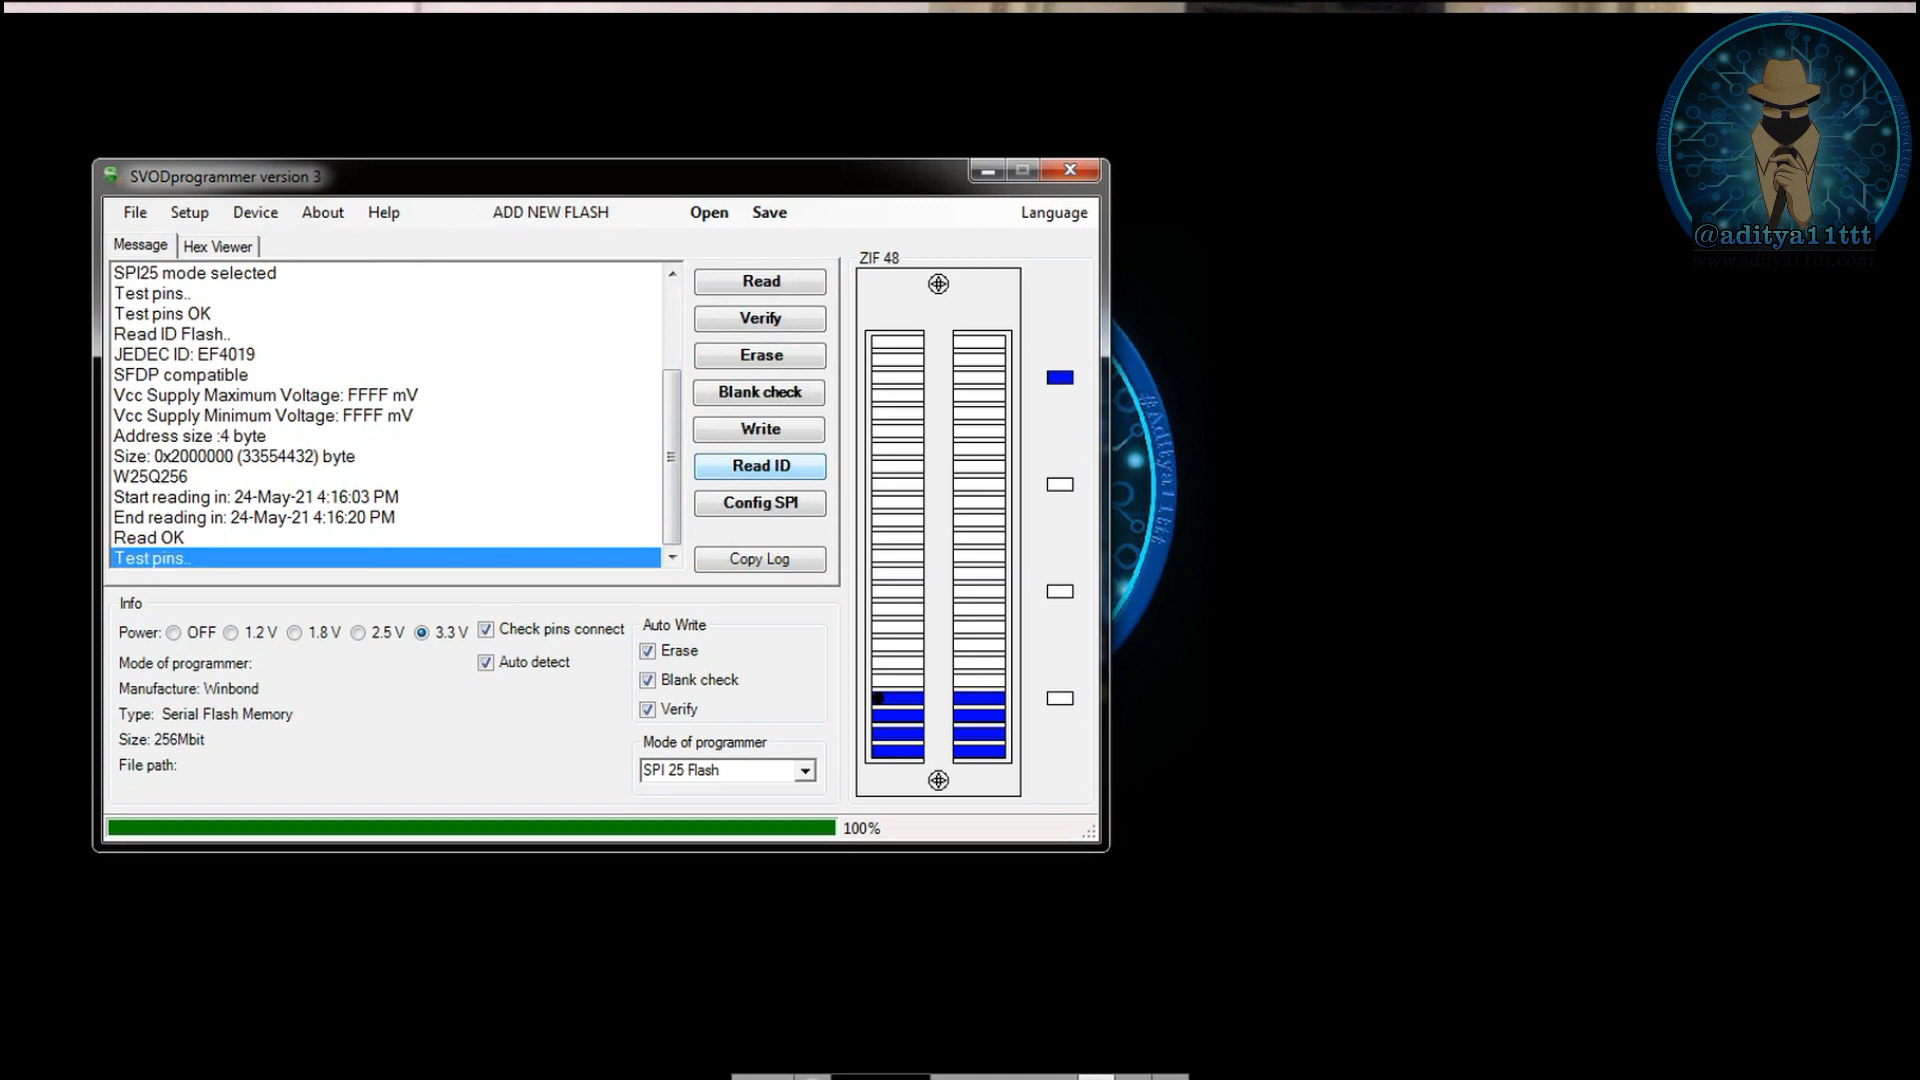 SVODprogrammer version 3
File Setup Device About Help ADD NEW FLASH Open Save Language
Message Hex Viewer
SPI25 mode selected
Test pins..
Test pins OK
Read ID Flash..
JEDEC ID: EF4019
SFDP compatible
Vcc Supply Maximum Voltage: FFFF mV
Vcc Supply Minimum Voltage: FFFF mV
Address size :4 byte
Size: 0x2000000 (33554432) byte
W25Q256
Start reading in: 24-May-21 4:16:03 PM
End reading in: 24-May-21 4:16:20 PM
Read OK
Test pins..
Read
Verify
Erase
Blank check
Write
Read ID
Config SPI
Copy Log
ZIF 48
Info
Power: OFF 1.2 V 1.8 V 2.5 V 3.3 V
Mode of programmer:
Manufacture: Winbond
Type: Serial Flash Memory
Size: 256Mbit
File path:
Check pins connect
Auto detect
Auto Write
Erase
Blank check
Verify
Mode of programmer
SPI 25 Flash
100%
@aditya11ttt
www.aditya11ttt.com
#Aditya11ttt